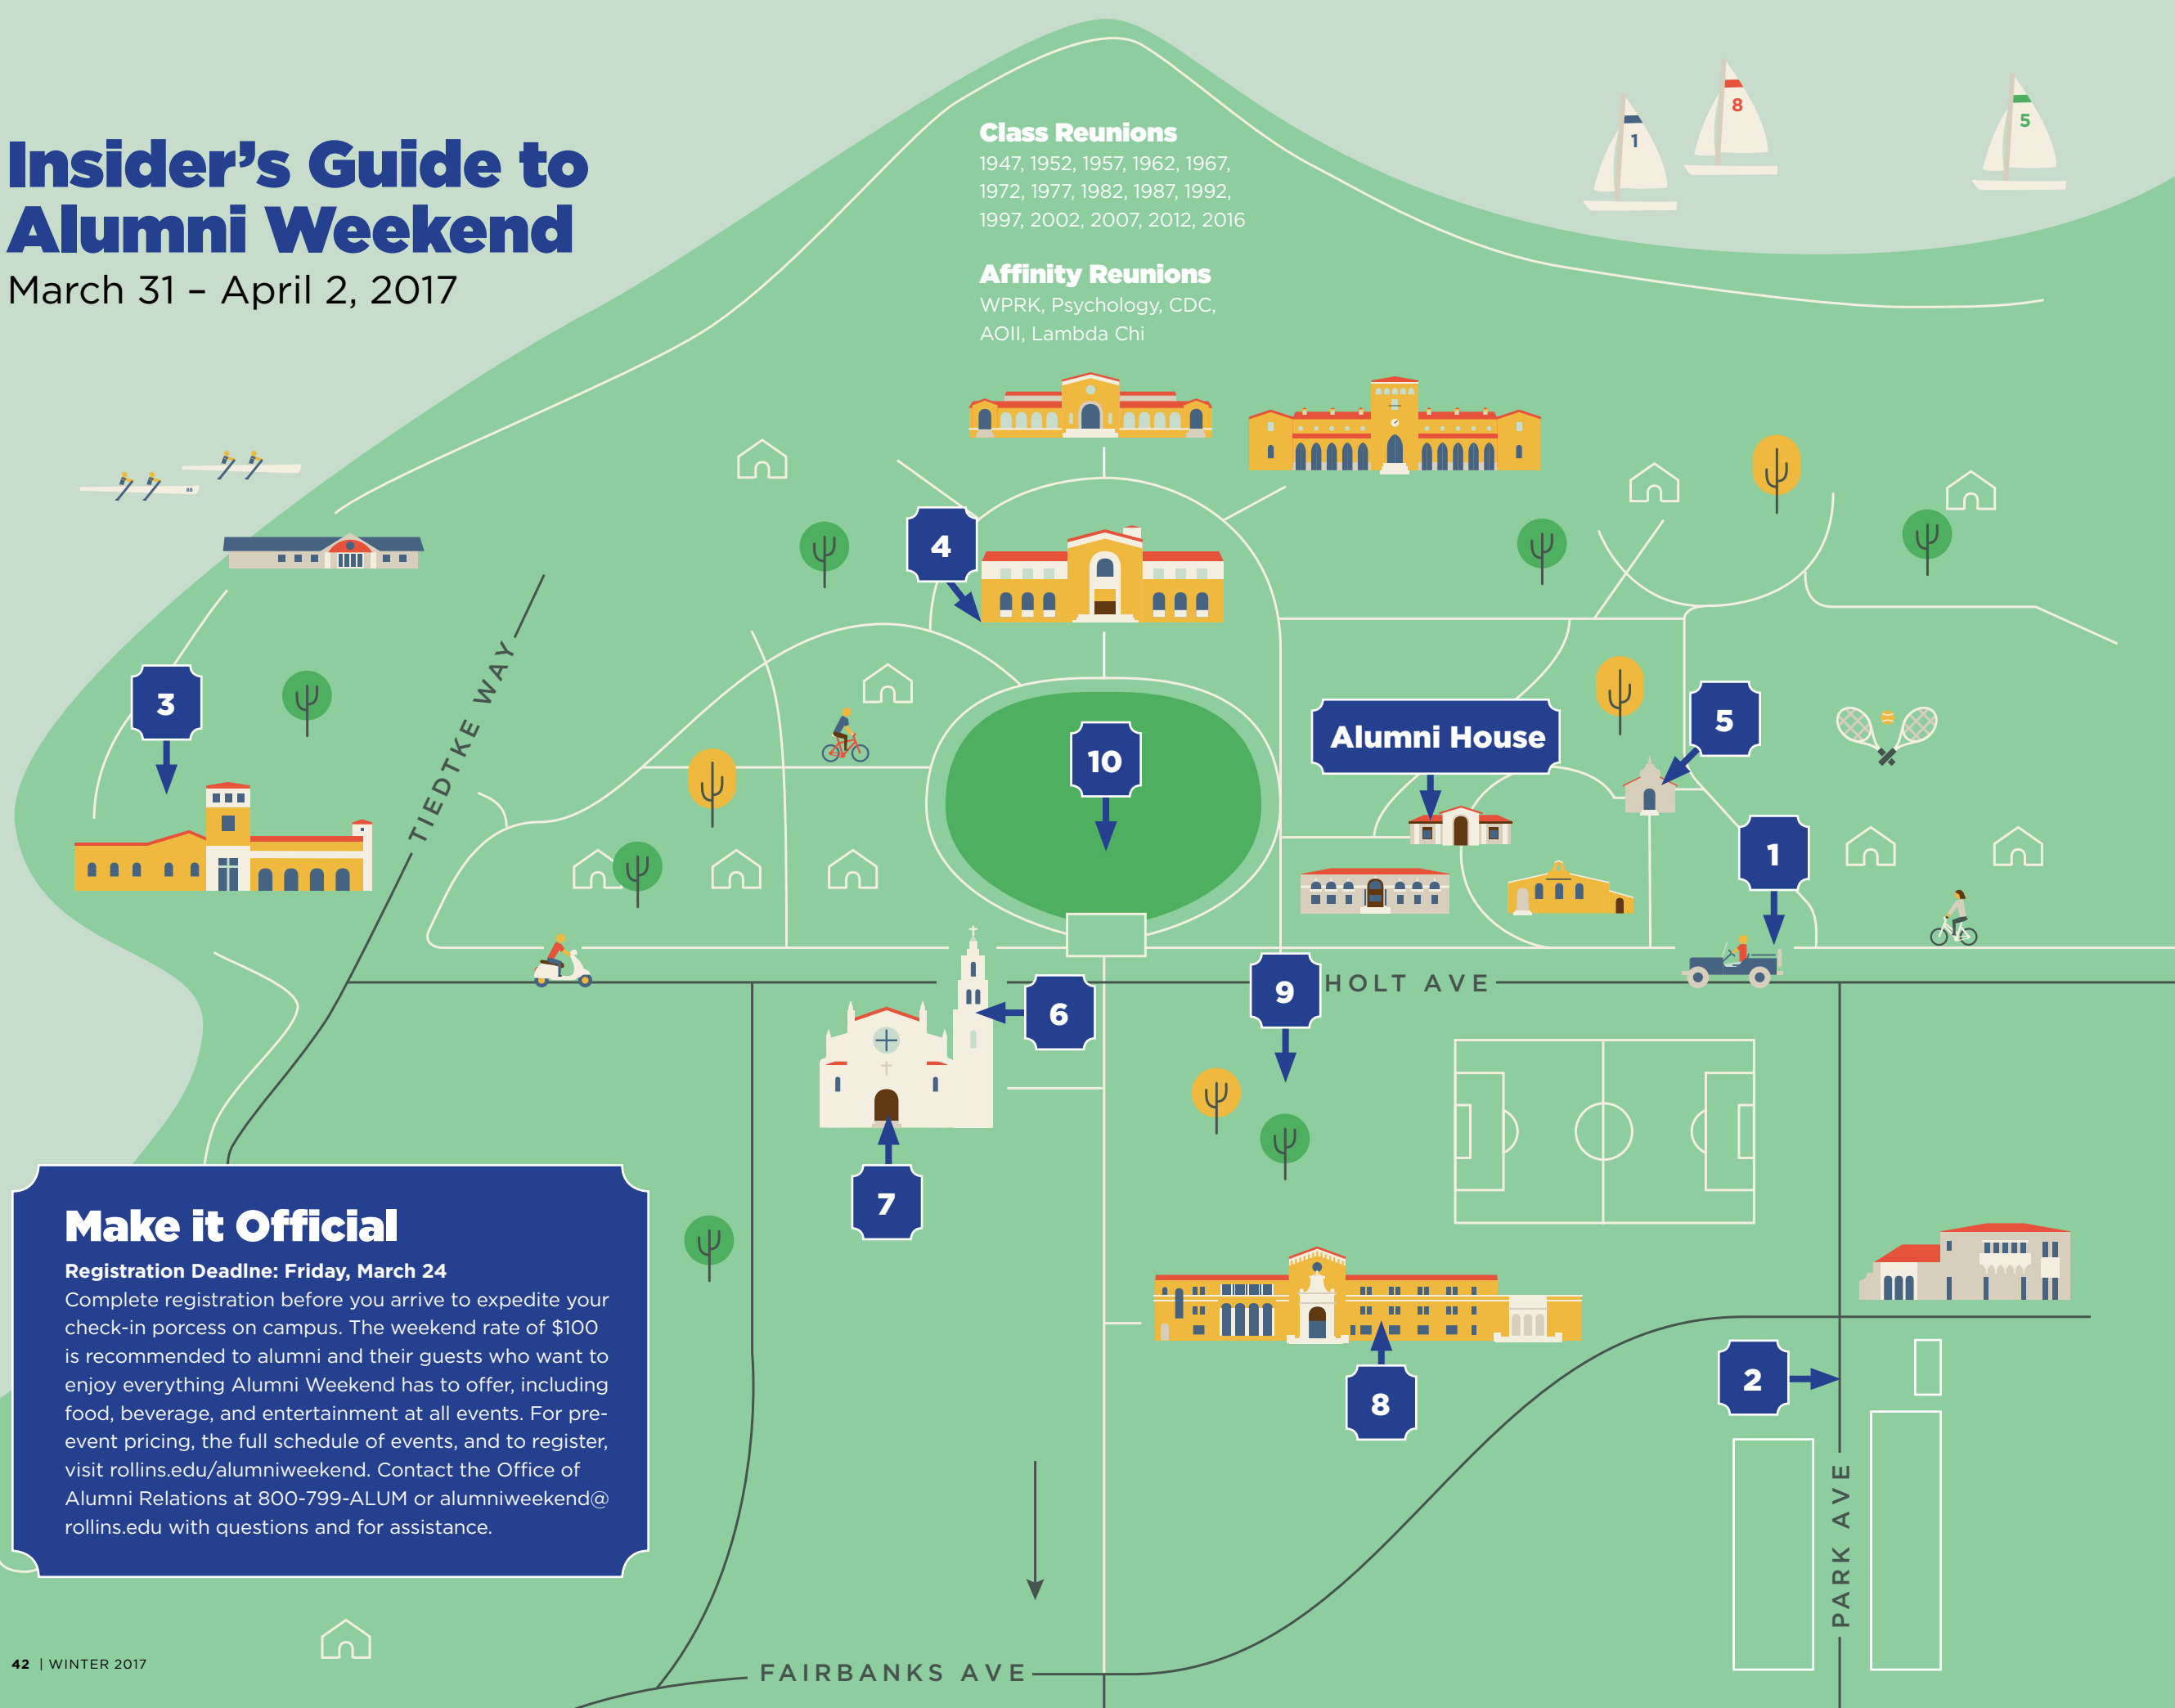 Insider's Guide to
Alumni Weekend
March 31 – April 2, 2017
Class Reunions
1947, 1952, 1957, 1962, 1967,
1972, 1977, 1982, 1987, 1992,
1997, 2002, 2007, 2012, 2016
Affinity Reunions
WPRK, Psychology, CDC,
AOII, Lambda Chi
1
8
5
4
3
TIEDTKE WAY
10
Alumni House
5
1
HOLT AVE
9
6
7
8
2
PARK AVE
FAIRBANKS AVE
Make it Official
Registration Deadlne: Friday, March 24
Complete registration before you arrive to expedite your
check-in porcess on campus. The weekend rate of $100
is recommended to alumni and their guests who want to
enjoy everything Alumni Weekend has to offer, including
food, beverage, and entertainment at all events. For pre-
event pricing, the full schedule of events, and to register,
visit rollins.edu/alumniweekend. Contact the Office of
Alumni Relations at 800-799-ALUM or alumniweekend@
rollins.edu with questions and for assistance.
42 | WINTER 2017